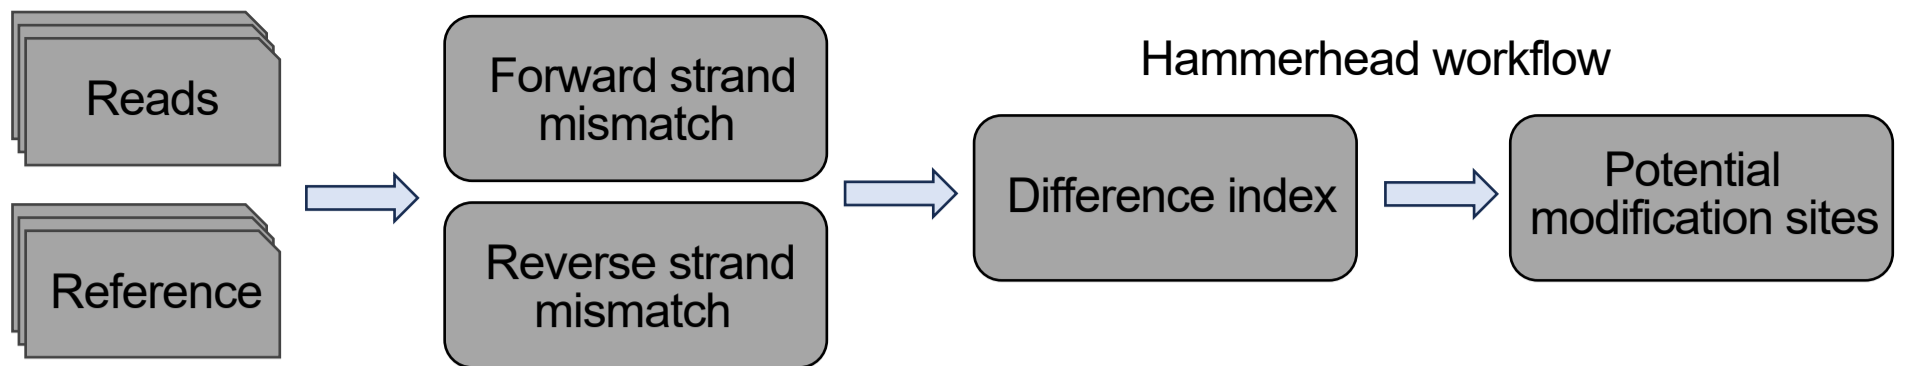 Reads
Reference
Forward strand
mismatch
Reverse strand
mismatch
Hammerhead workflow
Difference index
Potential
modification sites